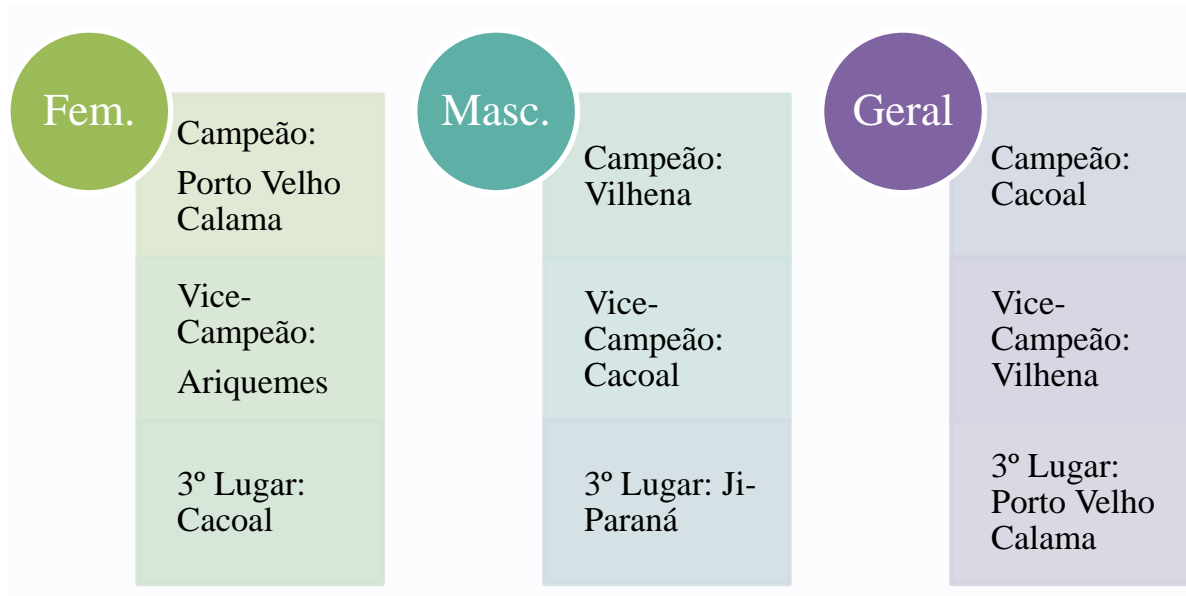 Fem.
Campeão:
Porto Velho
Calama
Vice-
Campeão:
Ariquemes
3º Lugar:
Cacoal
Masc.
Campeão:
Vilhena
Vice-
Campeão:
Cacoal
3º Lugar: Ji-
Paraná
Geral
Campeão:
Cacoal
Vice-
Campeão:
Vilhena
3º Lugar:
Porto Velho
Calama